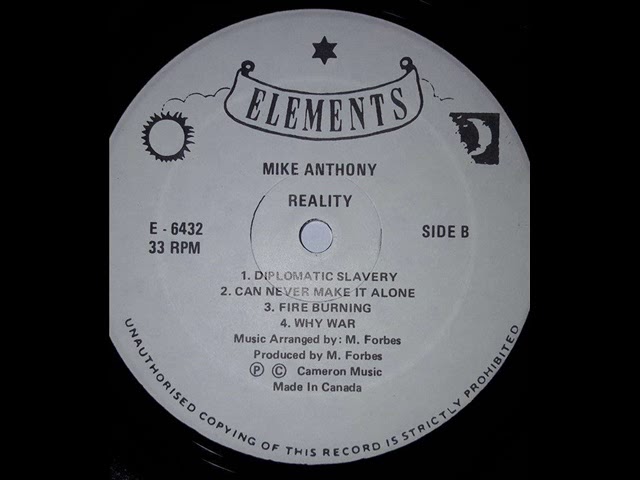 ELEMENTS
MIKE ANTHONY
REALITY
E - 6432
33 RPM
SIDE B
1. DIPLOMATIC SLAVERY
2. CAN NEVER MAKE IT ALONE
3. FIRE BURNING
4. WHY WAR
Music Arranged by: M. Forbes
Produced by M. Forbes
Ⓟ © Cameron Music
Made In Canada
UNAUTHORISED COPYING OF THIS RECORD IS STRICTLY PROHIBITED